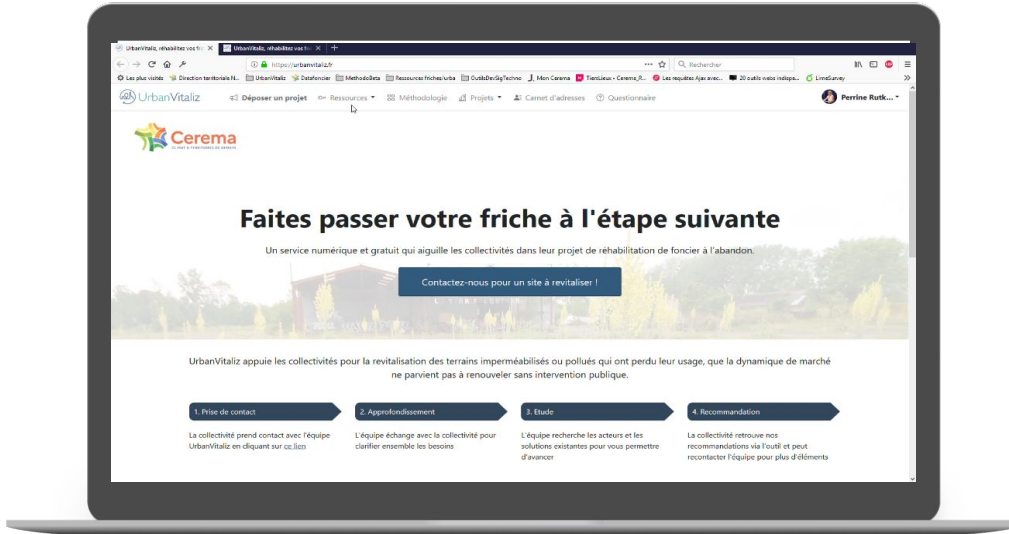 UrbanVitaliz, réhabilitez vos fri UrbanVitaliz, réhabilitez vos fri
https://urbanvitaliz.fr Rechercher
Les plus visités Direction territoriale N... UrbanVitalis Datafoncier MethodoBeta Ressources friches/urba OutilsDevSigTechno Mon Cerema TiersLieux - Cerema_R... Les requêtes Ajax avec... 20 outils webs indispe... LimeSurvey
UrbanVitaliz Déposer un projet Ressources Méthodologie Projets Carnet d'adresses Questionnaire Perrine Rutk...
Cerema
Faites passer votre friche à l'étape suivante
Un service numérique et gratuit qui aiguille les collectivités dans leur projet de réhabilitation de foncier à l'abandon.
Contactez-nous pour un site à revitaliser !
UrbanVitaliz appuie les collectivités pour la revitalisation des terrains imperméabilisés ou pollués qui ont perdu leur usage, que la dynamique de marché
ne parvient pas à renouveler sans intervention publique.
1. Prise de contact
La collectivité prend contact avec l'équipe
UrbanVitaliz en cliquant sur ce lien
2. Approfondissement
L'équipe échange avec la collectivité pour
clarifier ensemble les besoins
3. Etude
L'équipe recherche les acteurs et les
solutions existantes pour vous permettre
d'avancer
4. Recommandation
La collectivité retrouve nos
recommandations via l'outil et peut
recontacter l'équipe pour plus d'éléments